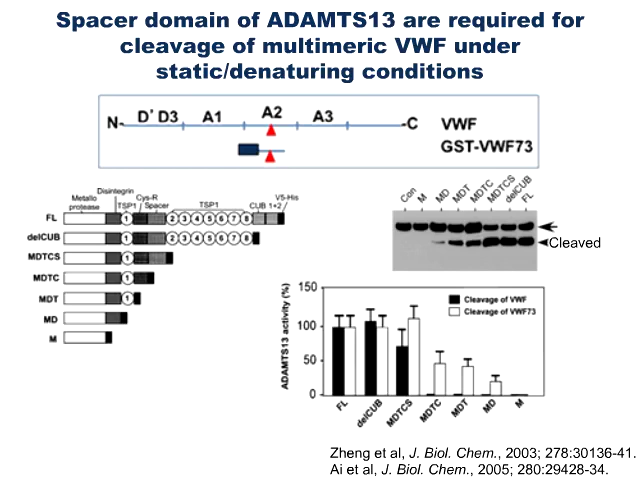 Spacer domain of ADAMTS13 are required for
cleavage of multimeric VWF under
static/denaturing conditions
N- D' D3 A1 A2 A3 -C VWF
GST-VWF73
Disintegrin
Metallo
protease
Cys-R
TSP1
Spacer
TSP1
CUB 1+2
V5-His
FL 1 2 3 4 5 6 7 8
delCUB 1 2 3 4 5 6 7 8
MDTCS 1
MDTC 1
MDT 1
MD
M
Con M MD MDT MDTC MDTCS delCUB FL
Cleaved
ADAMTS13 activity (%)
150
100
50
0
Cleavage of VWF
Cleavage of VWF73
FL delCUB MDTCS MDTC MDT MD M
Zheng et al, J. Biol. Chem., 2003; 278:30136-41.
Ai et al, J. Biol. Chem., 2005; 280:29428-34.